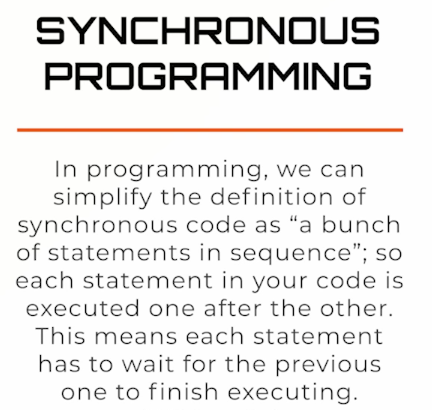 SYNCHRONOUS
PROGRAMMING
In programming, we can
simplify the definition of
synchronous code as “a bunch
of statements in sequence”; so
each statement in your code is
executed one after the other.
This means each statement
has to wait for the previous
one to finish executing.